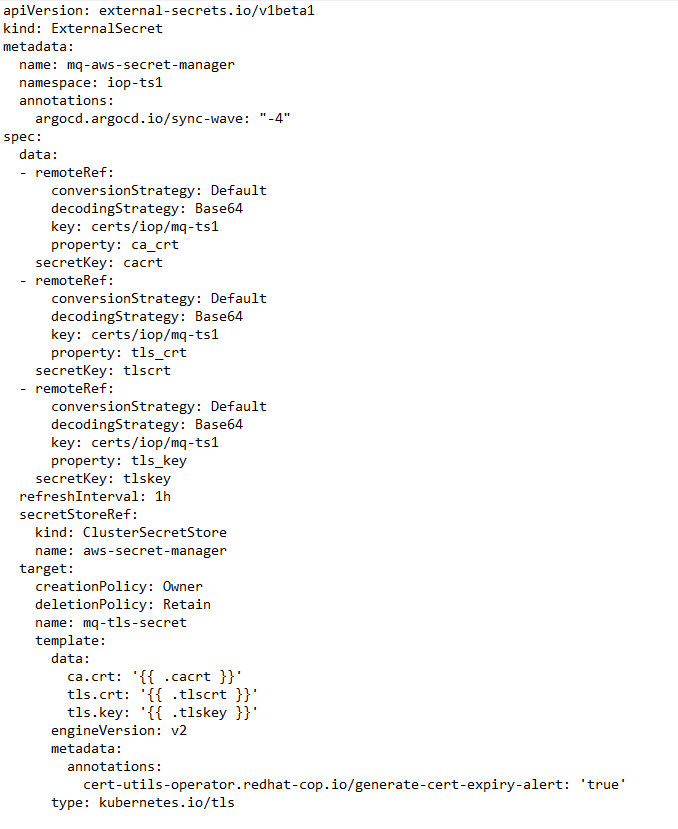 apiVersion: external-secrets.io/v1beta1
kind: ExternalSecret
metadata:
  name: mq-aws-secret-manager
  namespace: iop-ts1
  annotations:
    argocd.argocd.io/sync-wave: "-4"
spec:
  data:
  - remoteRef:
      conversionStrategy: Default
      decodingStrategy: Base64
      key: certs/iop/mq-ts1
      property: ca_crt
    secretKey: cacrt
  - remoteRef:
      conversionStrategy: Default
      decodingStrategy: Base64
      key: certs/iop/mq-ts1
      property: tls_crt
    secretKey: tlscrt
  - remoteRef:
      conversionStrategy: Default
      decodingStrategy: Base64
      key: certs/iop/mq-ts1
      property: tls_key
    secretKey: tlskey
  refreshInterval: 1h
  secretStoreRef:
    kind: ClusterSecretStore
    name: aws-secret-manager
  target:
    creationPolicy: Owner
    deletionPolicy: Retain
    name: mq-tls-secret
    template:
      data:
        ca.crt: '{{ .cacrt }}'
        tls.crt: '{{ .tlscrt }}'
        tls.key: '{{ .tlskey }}'
      engineVersion: v2
      metadata:
        annotations:
          cert-utils-operator.redhat-cop.io/generate-cert-expiry-alert: 'true'
      type: kubernetes.io/tls